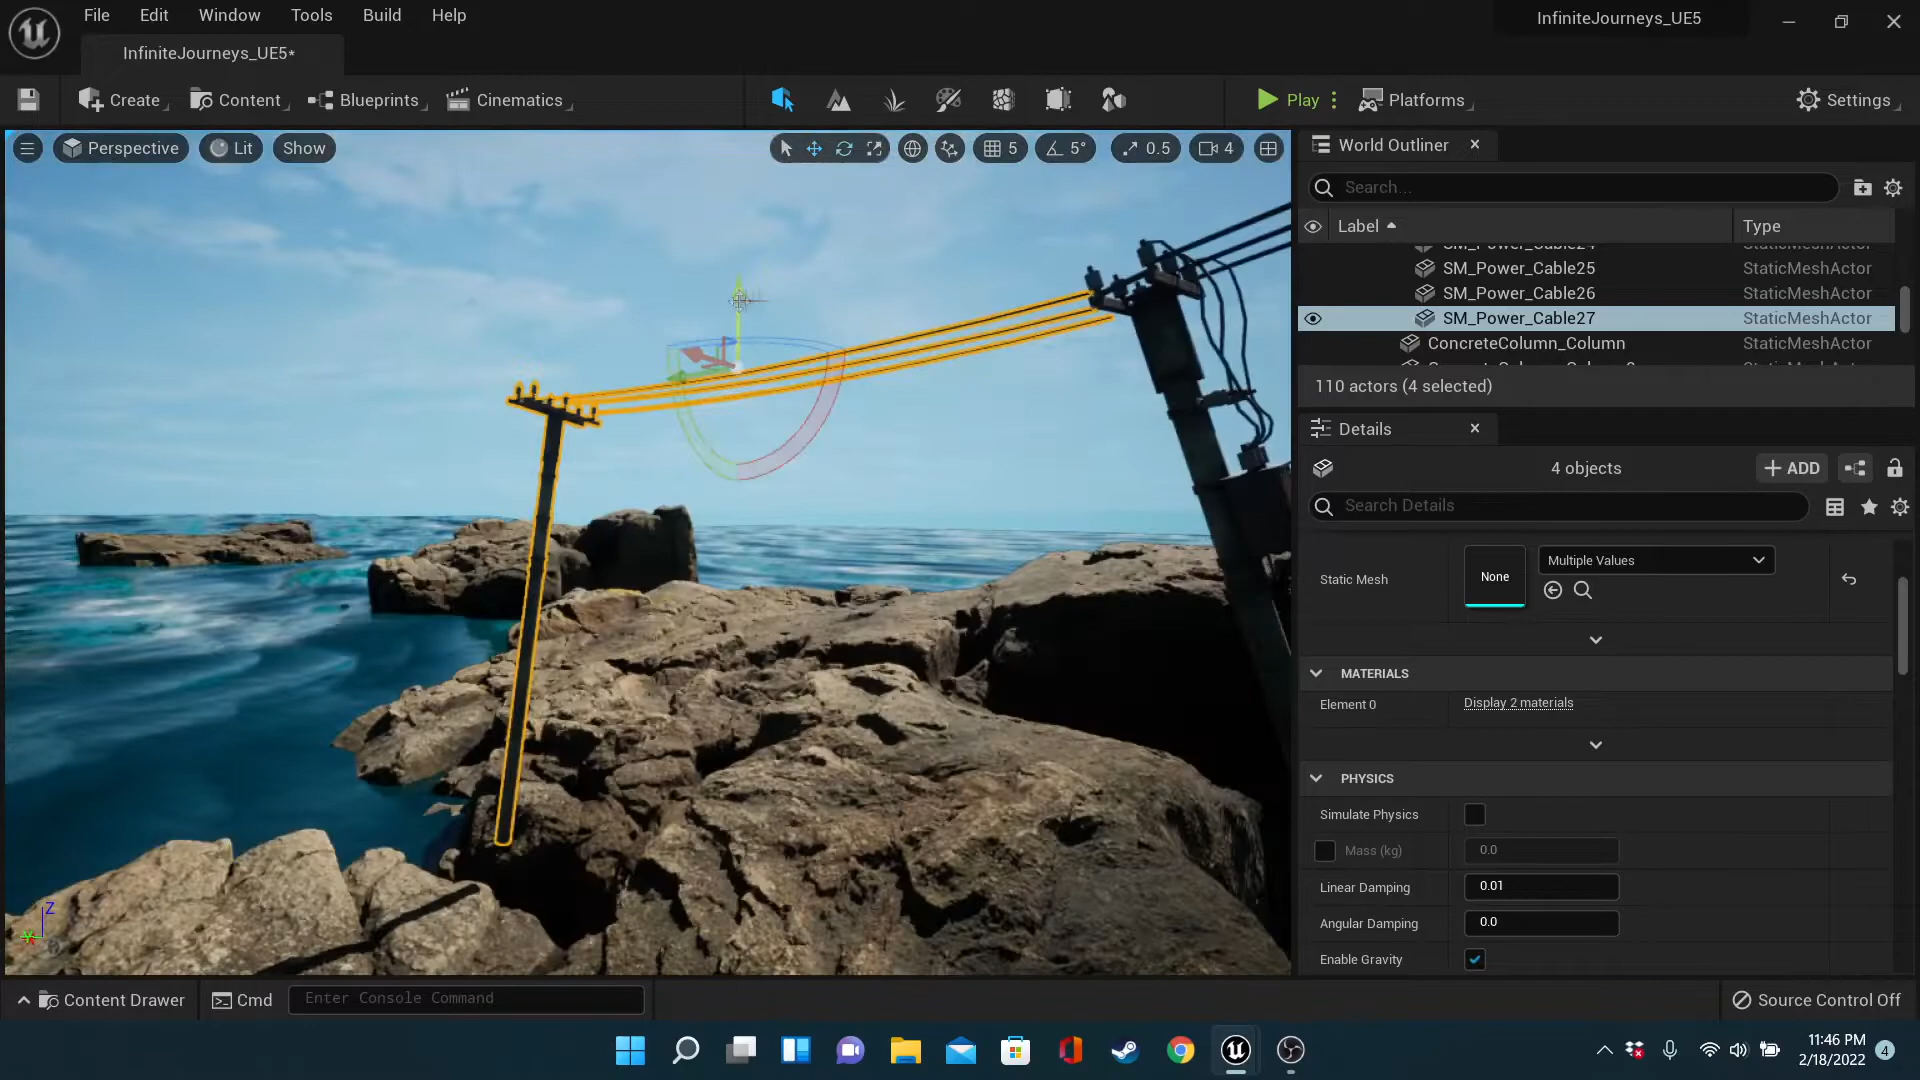 File Edit Window Tools Build Help
InfiniteJourneys_UE5
InfiniteJourneys_UE5*
Create Content Blueprints Cinematics Play Platforms Settings
Perspective Lit Show 5 5° 0.5 4
World Outliner
Search...
Label Type
SM_Power_Cable24 StaticMeshActor
SM_Power_Cable25 StaticMeshActor
SM_Power_Cable26 StaticMeshActor
SM_Power_Cable27 StaticMeshActor
ConcreteColumn_Column StaticMeshActor
110 actors (4 selected)
Details
4 objects ADD
Search Details
Static Mesh None Multiple Values
MATERIALS
Element 0 Display 2 materials
PHYSICS
Simulate Physics
Mass (kg) 0.0
Linear Damping 0.01
Angular Damping 0.0
Enable Gravity
Z
Y
Content Drawer Cmd Enter Console Command Source Control Off
11:46 PM
2/18/2022 4